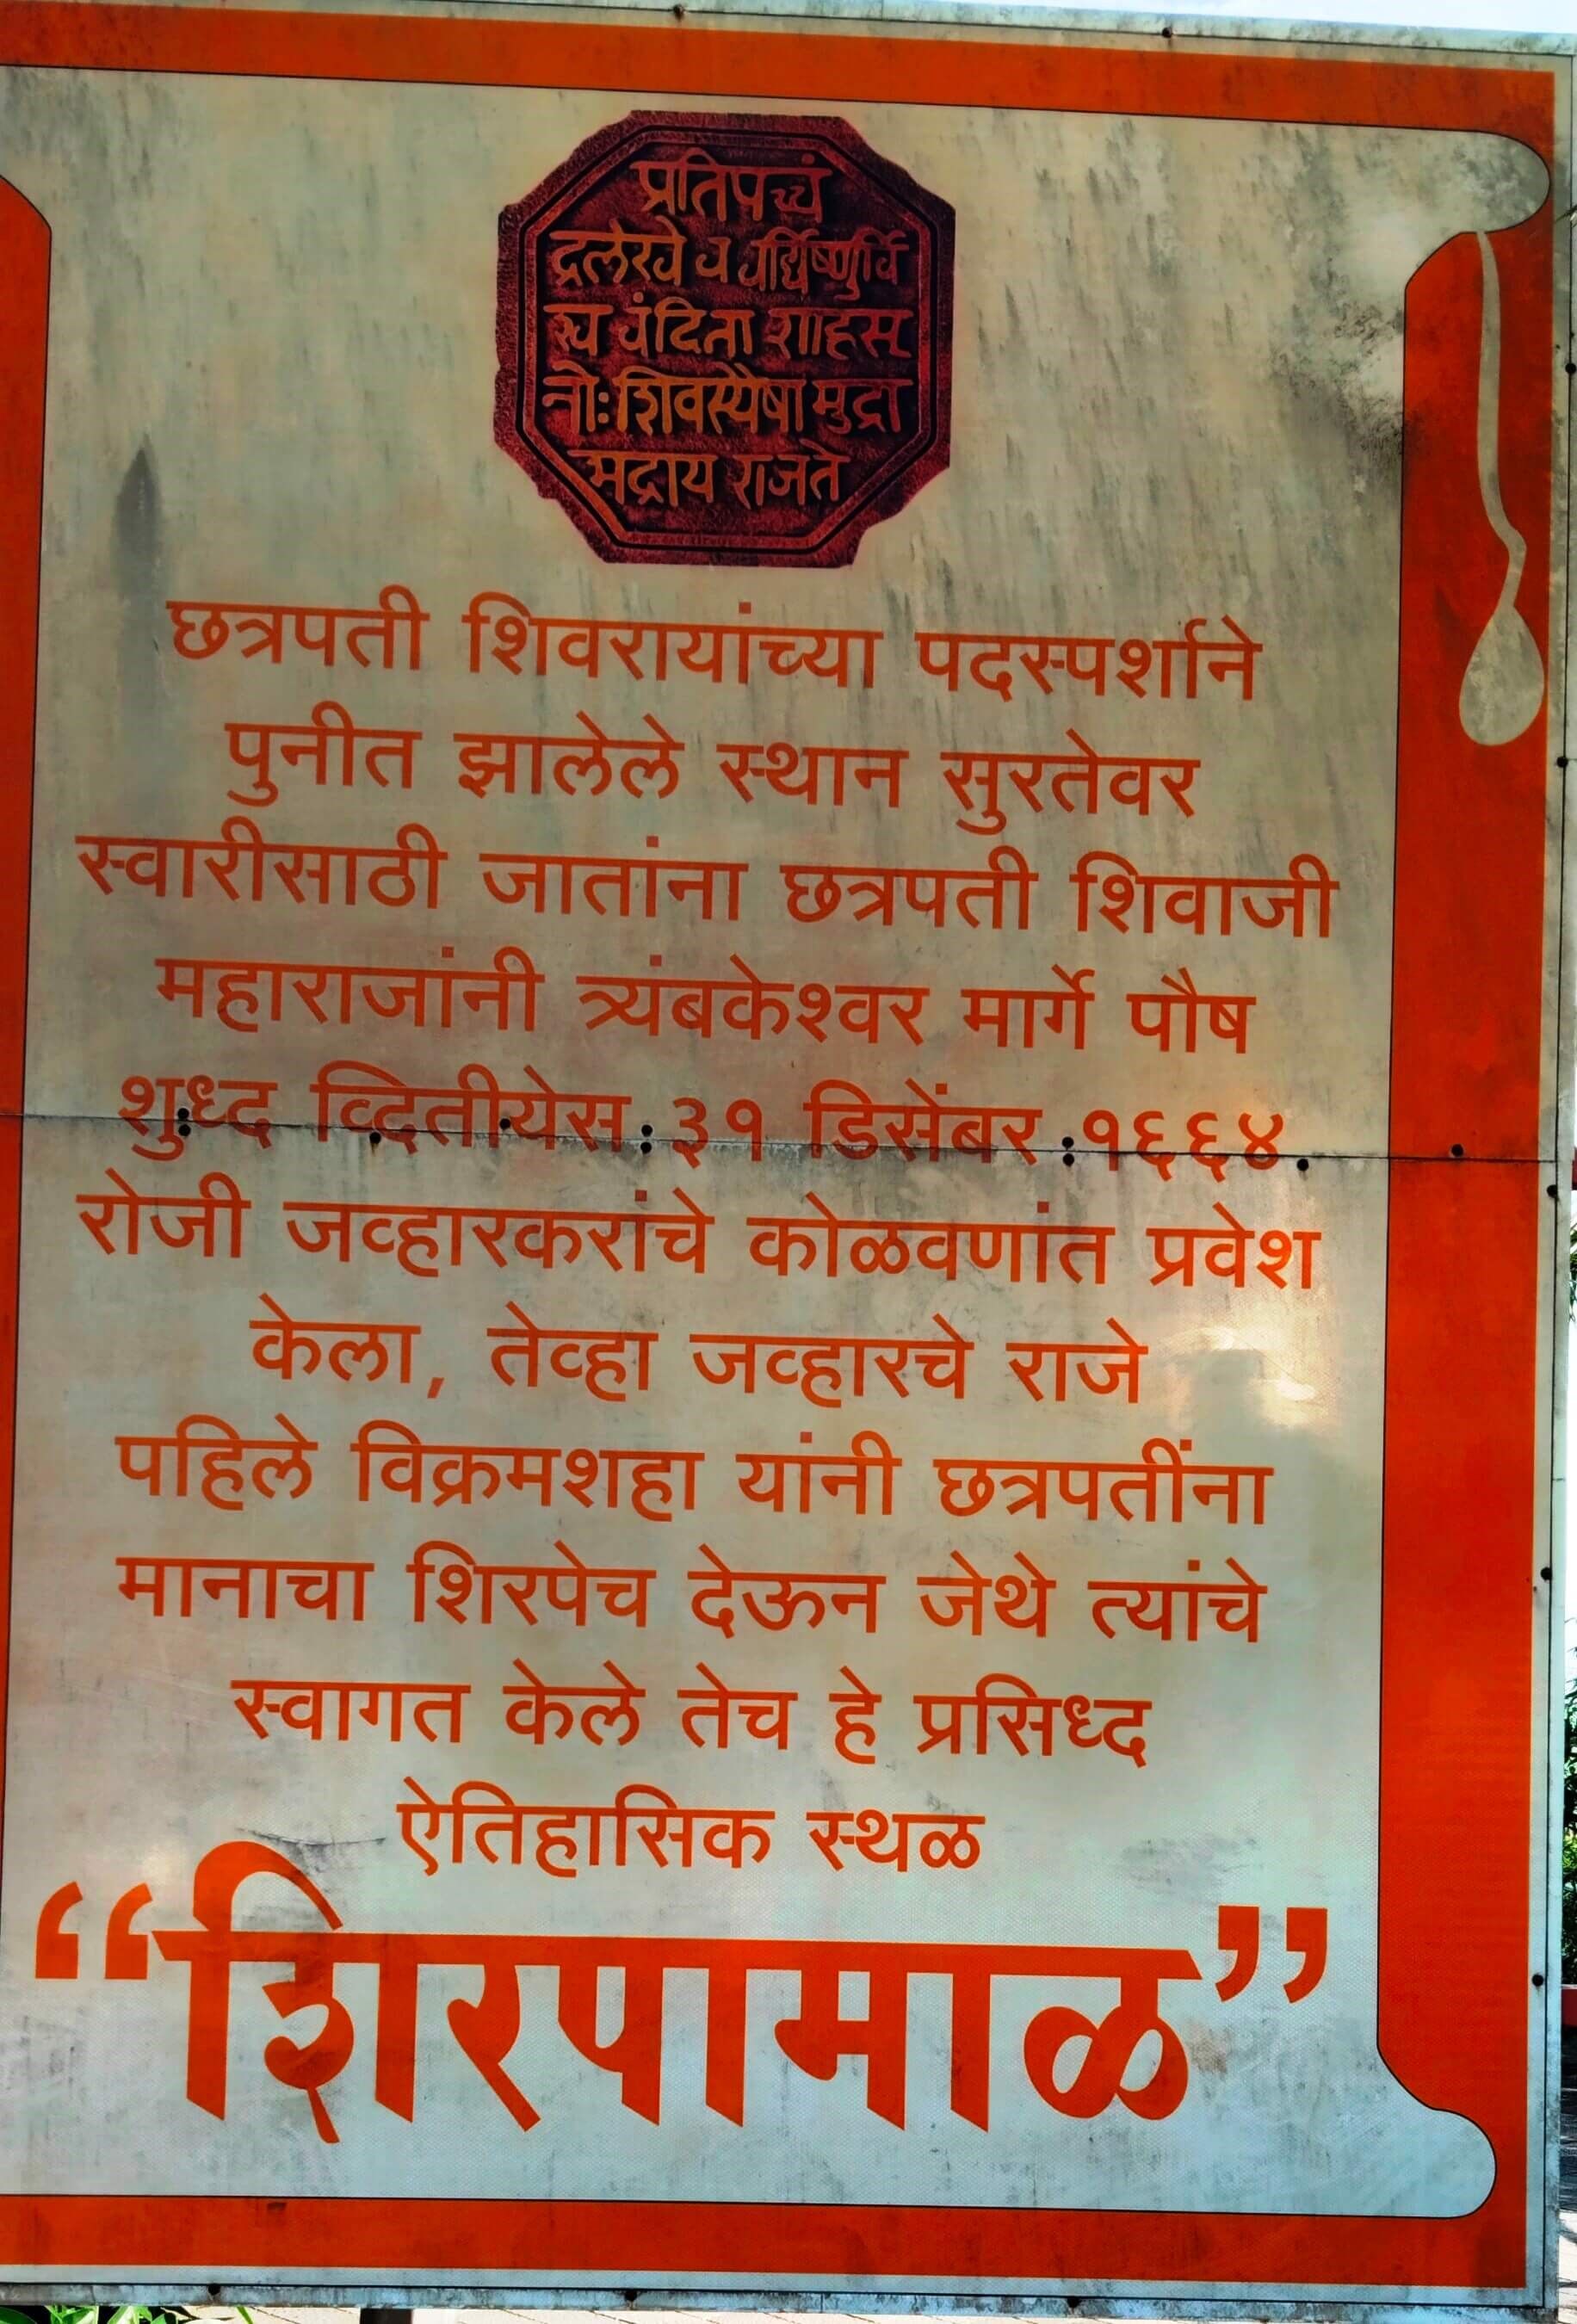 प्रतिपच्चं
द्रलेखे व वर्धिष्णुर्वि
श्व वंदिता शाहसू
नोः शिवस्यैषा मुद्रा
भद्राय राजते
छत्रपती शिवरायांच्या पदस्पर्शाने
पुनीत झालेले स्थान सुरतेवर
स्वारीसाठी जातांना छत्रपती शिवाजी
महाराजांनी त्र्यंबकेश्वर मार्गे पौष
शुध्द व्दितीयेस ३१ डिसेंबर १६६४
रोजी जव्हारकरांचे कोळवणांत प्रवेश
केला, तेव्हा जव्हारचे राजे
पहिले विक्रमशहा यांनी छत्रपतींना
मानाचा शिरपेच देऊन जेथे त्यांचे
स्वागत केले तेच हे प्रसिध्द
ऐतिहासिक स्थळ
“शिरपामाळ”